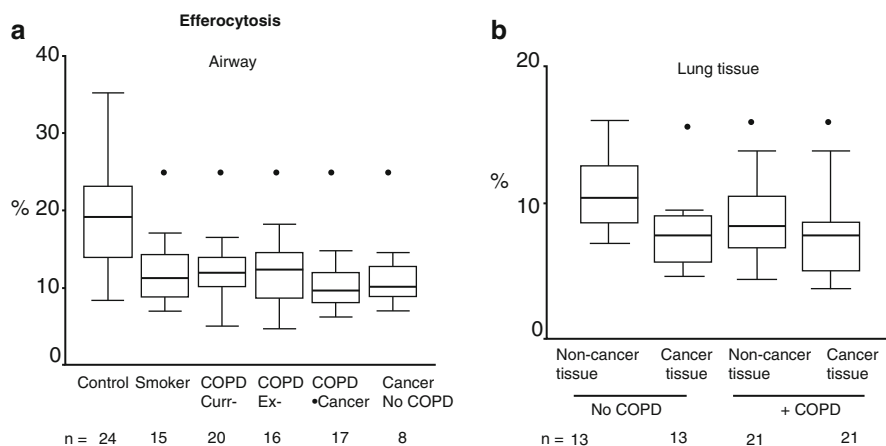 a
Efferocytosis
Airway
%
40
30
20
10
0
Control Smoker COPD COPD COPD Cancer
Curr- Ex- •Cancer No COPD
n = 24 15 20 16 17 8
b
Lung tissue
%
20
10
0
Non-cancer Cancer Non-cancer Cancer
tissue tissue tissue tissue
No COPD + COPD
n = 13 13 21 21